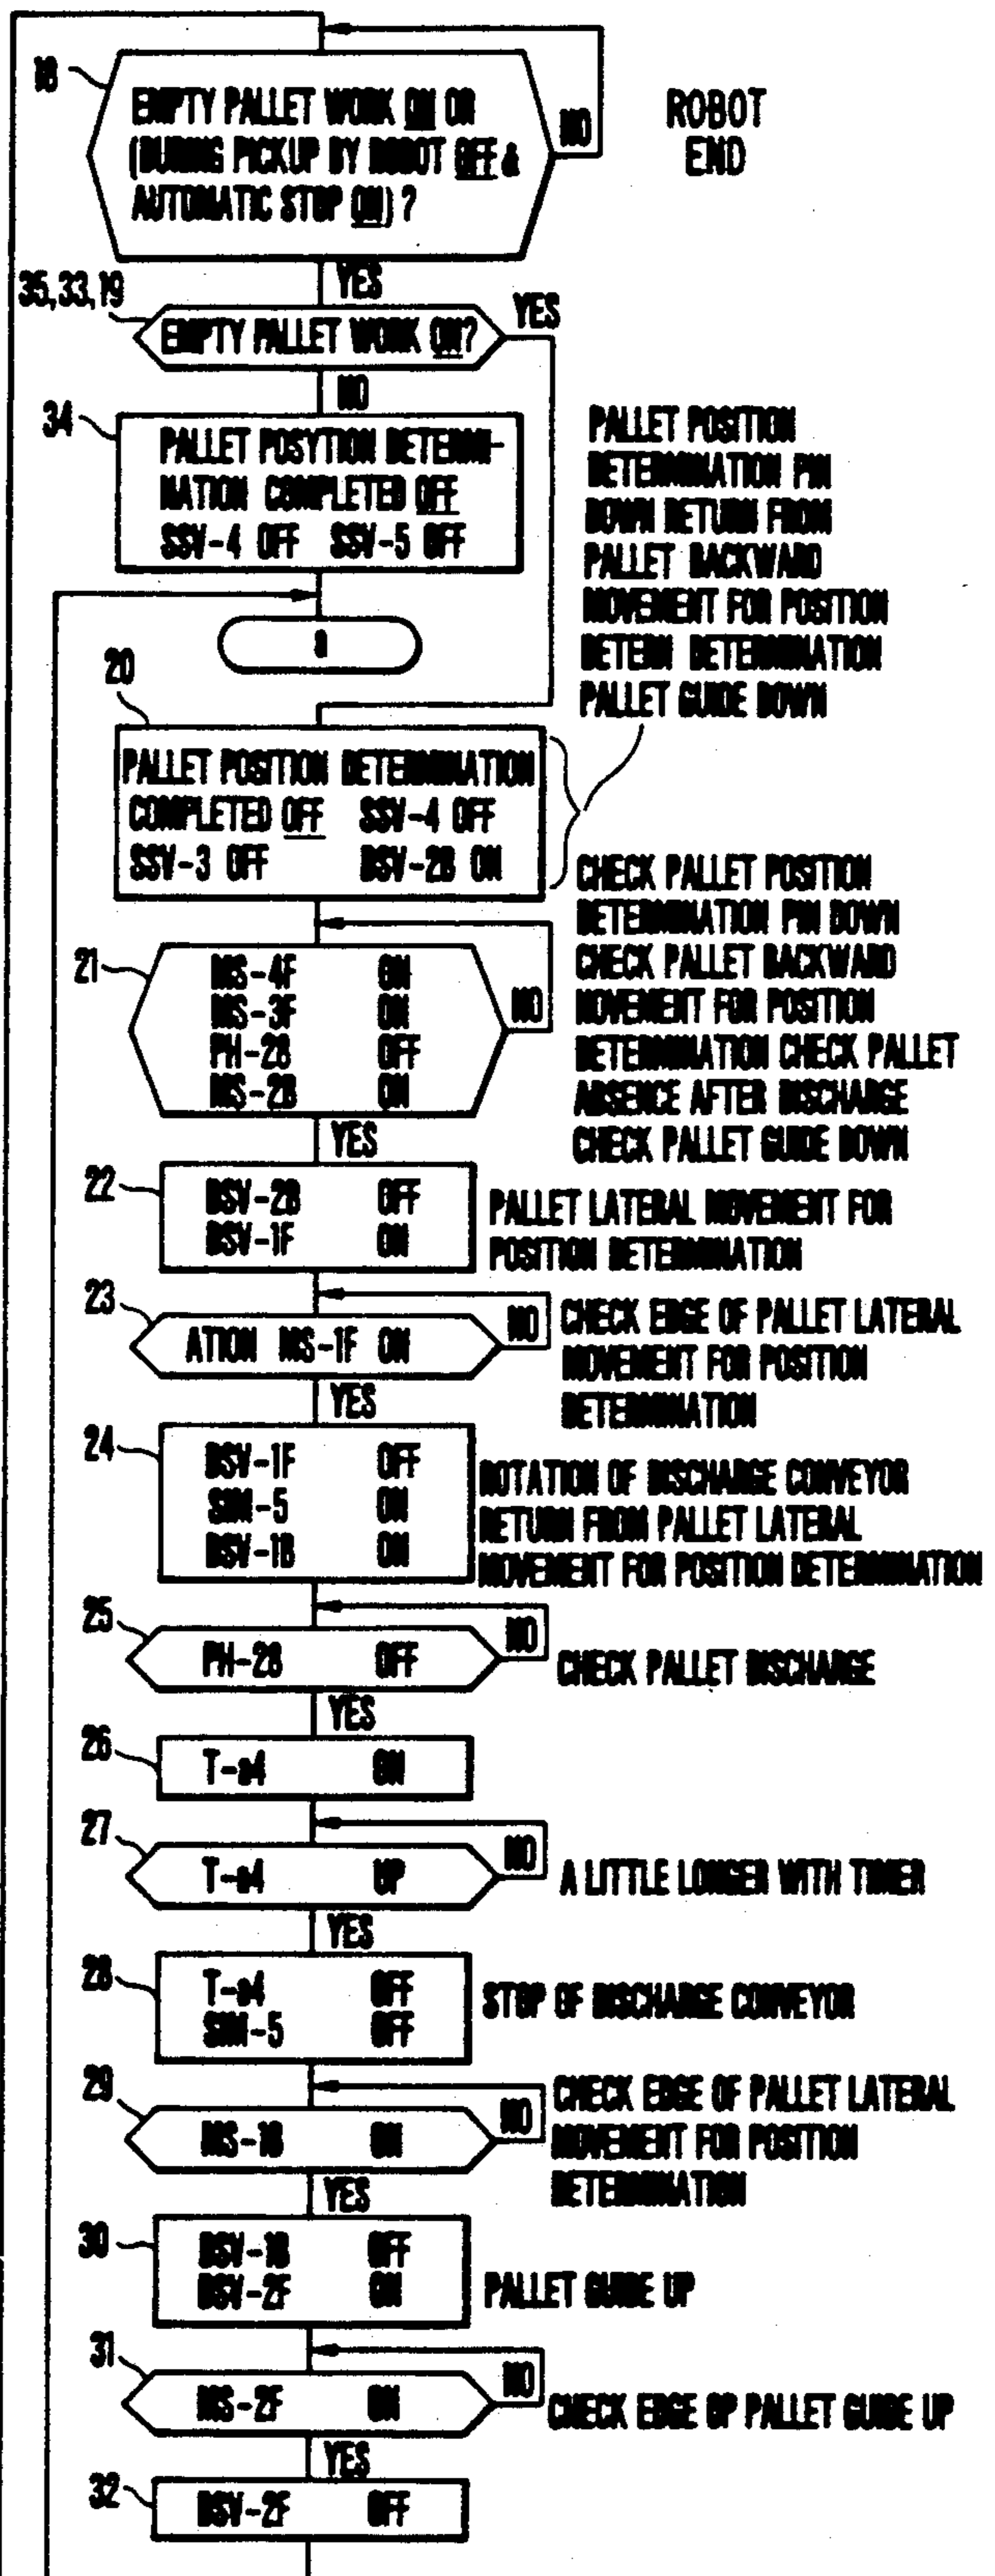 18
EMPTY PALLET WORK ON OR
(DURING PICKUP BY ROBOT OFF &
AUTOMATIC STOP ON) ?
NO
ROBOT
END
YES
35,33,19
EMPTY PALLET WORK ON?
YES
NO
34
PALLET POSYTION DETERMI-
NATION COMPLETED OFF
SSV-4 OFF SSV-5 OFF
a
PALLET POSITION
DETERMINATION PIN
DOWN RETURN FROM
PALLET BACKWARD
MOVEMENT FOR POSITION
DETERN DETERMINATION
PALLET GUIDE DOWN
20
PALLET POSITION DETERMINATION
COMPLETED OFF SSV-4 OFF
SSV-3 OFF BSV-2B ON
21
MS-4F ON
MS-3F ON
PH-28 OFF
MS-2B ON
NO
CHECK PALLET POSITION
DETERMINATION PIN DOWN
CHECK PALLET BACKWARD
MOVEMENT FOR POSITION
DETERMINATION CHECK PALLET
ABSENCE AFTER DISCHARGE
CHECK PALLET GUIDE DOWN
YES
22
DSV-2B OFF
DSV-1F ON
PALLET LATERAL MOVEMENT FOR
POSITION DETERMINATION
23
ATION MS-1F ON
NO
CHECK EDGE OF PALLET LATERAL
MOVEMENT FOR POSITION
DETERMINATION
YES
24
DSV-1F OFF
SIM-5 ON
DSV-1B ON
ROTATION OF DISCHARGE CONVEYOR
RETURN FROM PALLET LATERAL
MOVEMENT FOR POSITION DETERMINATION
25
PH-28 OFF
NO
CHECK PALLET DISCHARGE
YES
26
T-a4 ON
27
T-a4 UP
NO
A LITTLE LONGER WITH TIMER
YES
28
T-a4 OFF
SIM-5 OFF
STOP OF DISCHARGE CONVEYOR
29
MS-1B ON
NO
CHECK EDGE OF PALLET LATERAL
MOVEMENT FOR POSITION
DETERMINATION
YES
30
DSV-1B OFF
DSV-2F ON
PALLET GUIDE UP
31
MS-2F ON
NO
CHECK EDGE OP PALLET GUIDE UP
YES
32
DSV-2F OFF